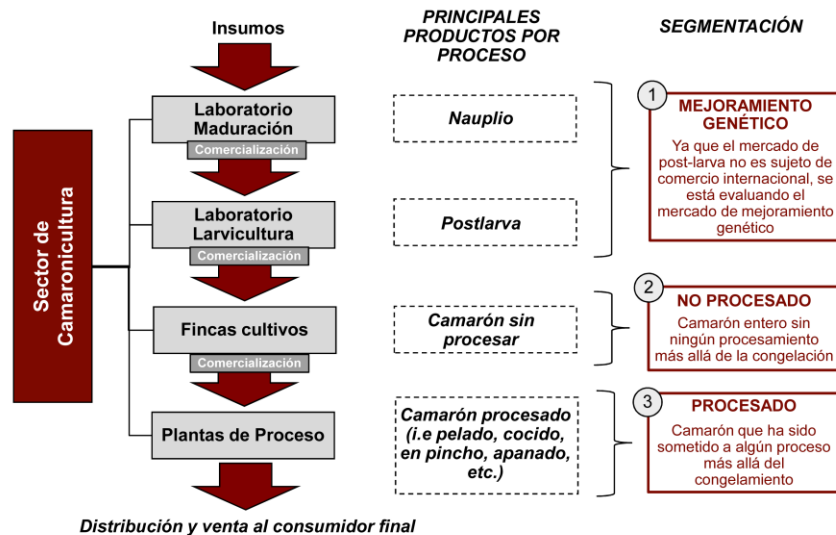 Insumos
PRINCIPALES
PRODUCTOS POR
PROCESO
SEGMENTACIÓN
Sector de
Camaronicultura
Laboratorio
Maduración
Comercialización
Nauplio
1
MEJORAMIENTO
GENÉTICO
Ya que el mercado de
post-larva no es sujeto de
comercio internacional, se
está evaluando el
mercado de mejoramiento
genético
Laboratorio
Larvicultura
Comercialización
Postlarva
Fincas cultivos
Comercialización
Camarón sin
procesar
2
NO PROCESADO
Camarón entero sin
ningún procesamiento
más allá de la congelación
Plantas de Proceso
Camarón procesado
(i.e pelado, cocido,
en pincho, apanado,
etc.)
3
PROCESADO
Camarón que ha sido
sometido a algún proceso
más allá del
congelamiento
Distribución y venta al consumidor final